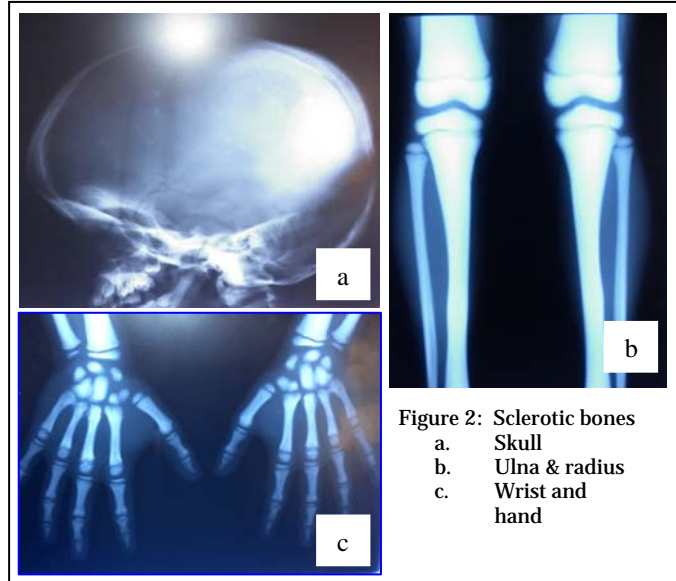 a
b
c
Figure 2: Sclerotic bones
a. Skull
b. Ulna & radius
c. Wrist and
hand